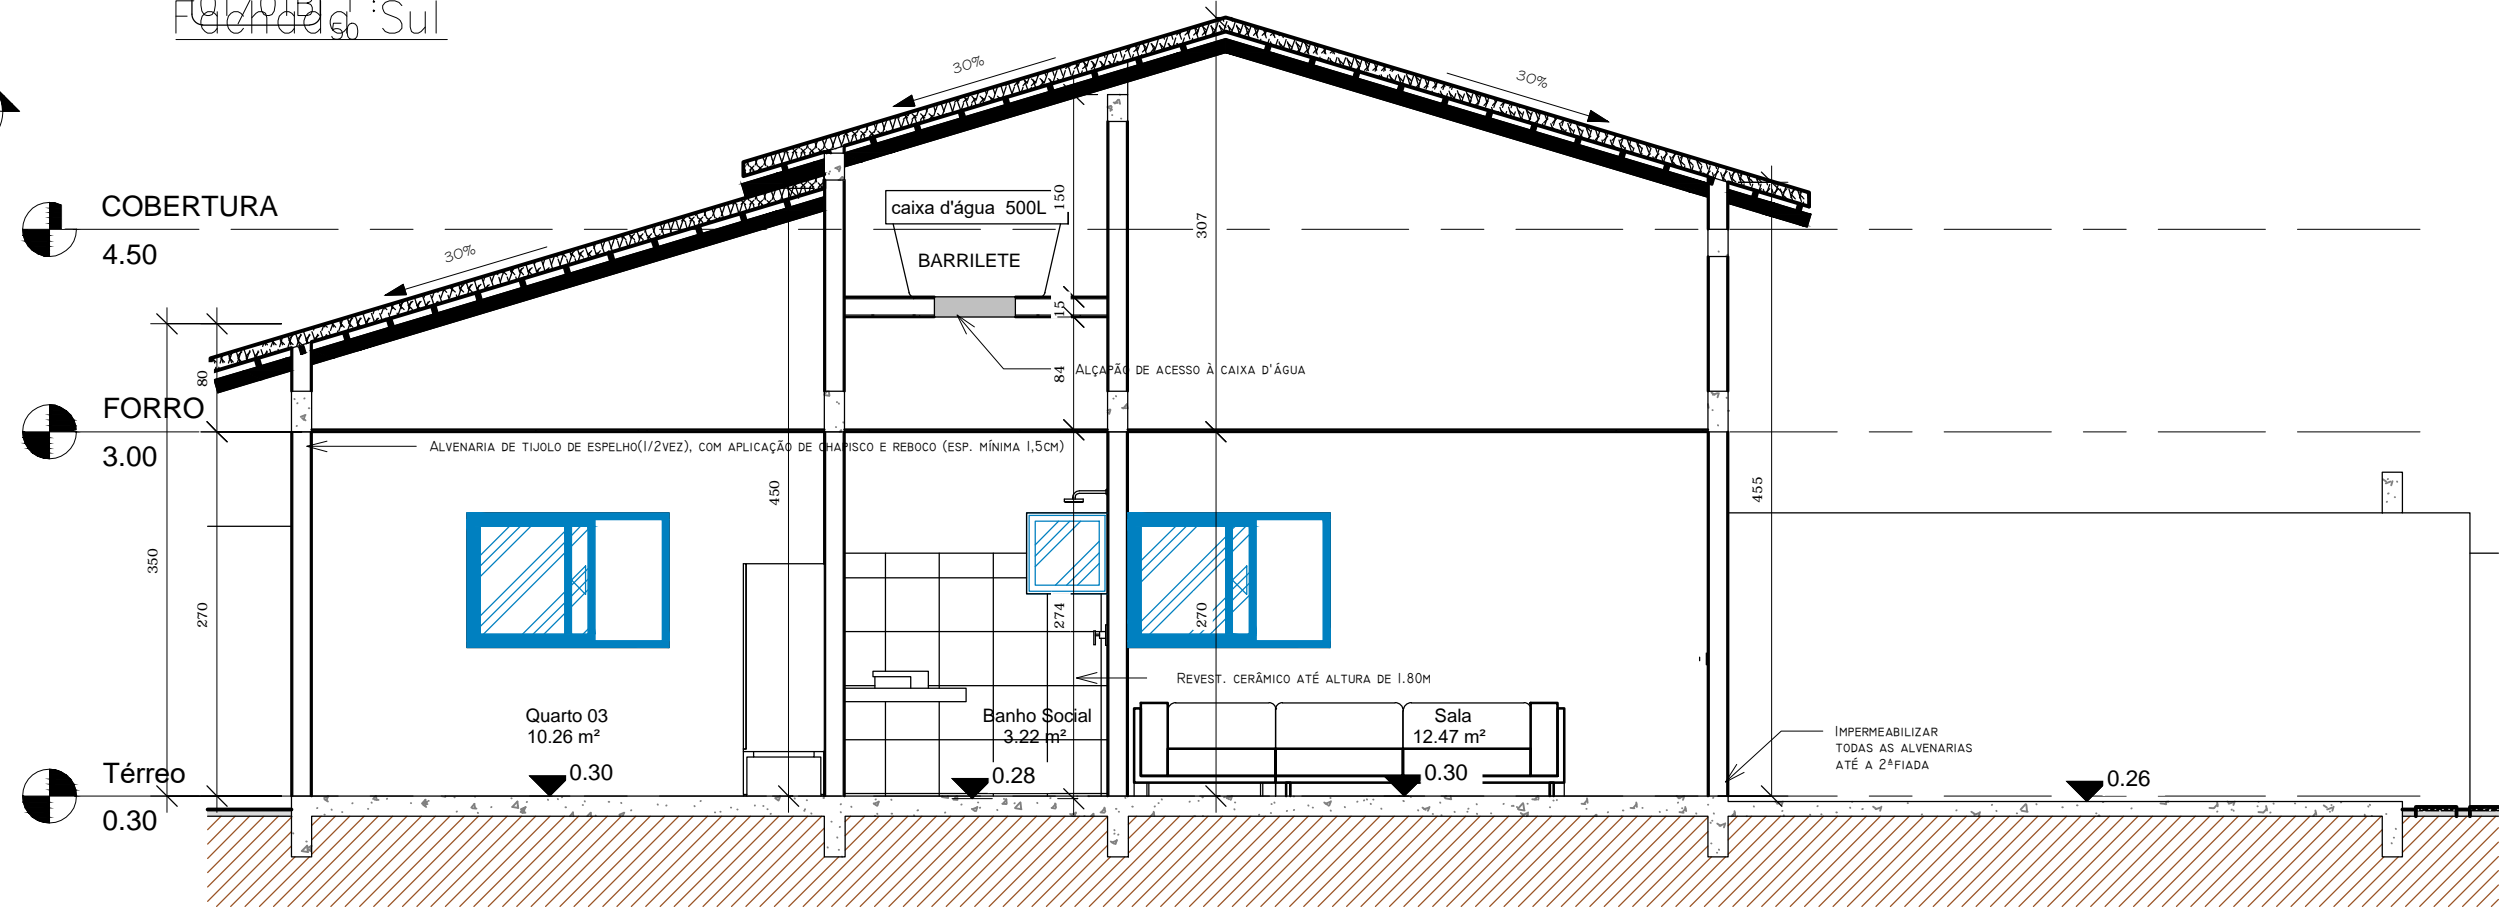 Fachada Sul
50
30%
30%
COBERTURA
4.50
30%
caixa d'água 500L
BARRILETE
150
307
15
80
84
ALÇAPÃO DE ACESSO À CAIXA D'ÁGUA
FORRO
3.00
ALVENARIA DE TIJOLO DE ESPELHO(1/2VEZ), COM APLICAÇÃO DE CHAPISCO E REBOCO (ESP. MÍNIMA 1,5CM)
450
455
350
270
274
270
REVEST. CERÂMICO ATÉ ALTURA DE 1.80M
Quarto 03
10.26 m²
Banho Social
3.22 m²
Sala
12.47 m²
IMPERMEABILIZAR
TODAS AS ALVENARIAS
ATÉ A 2ªFIADA
Térreo
0.30
0.30
0.28
0.30
0.26